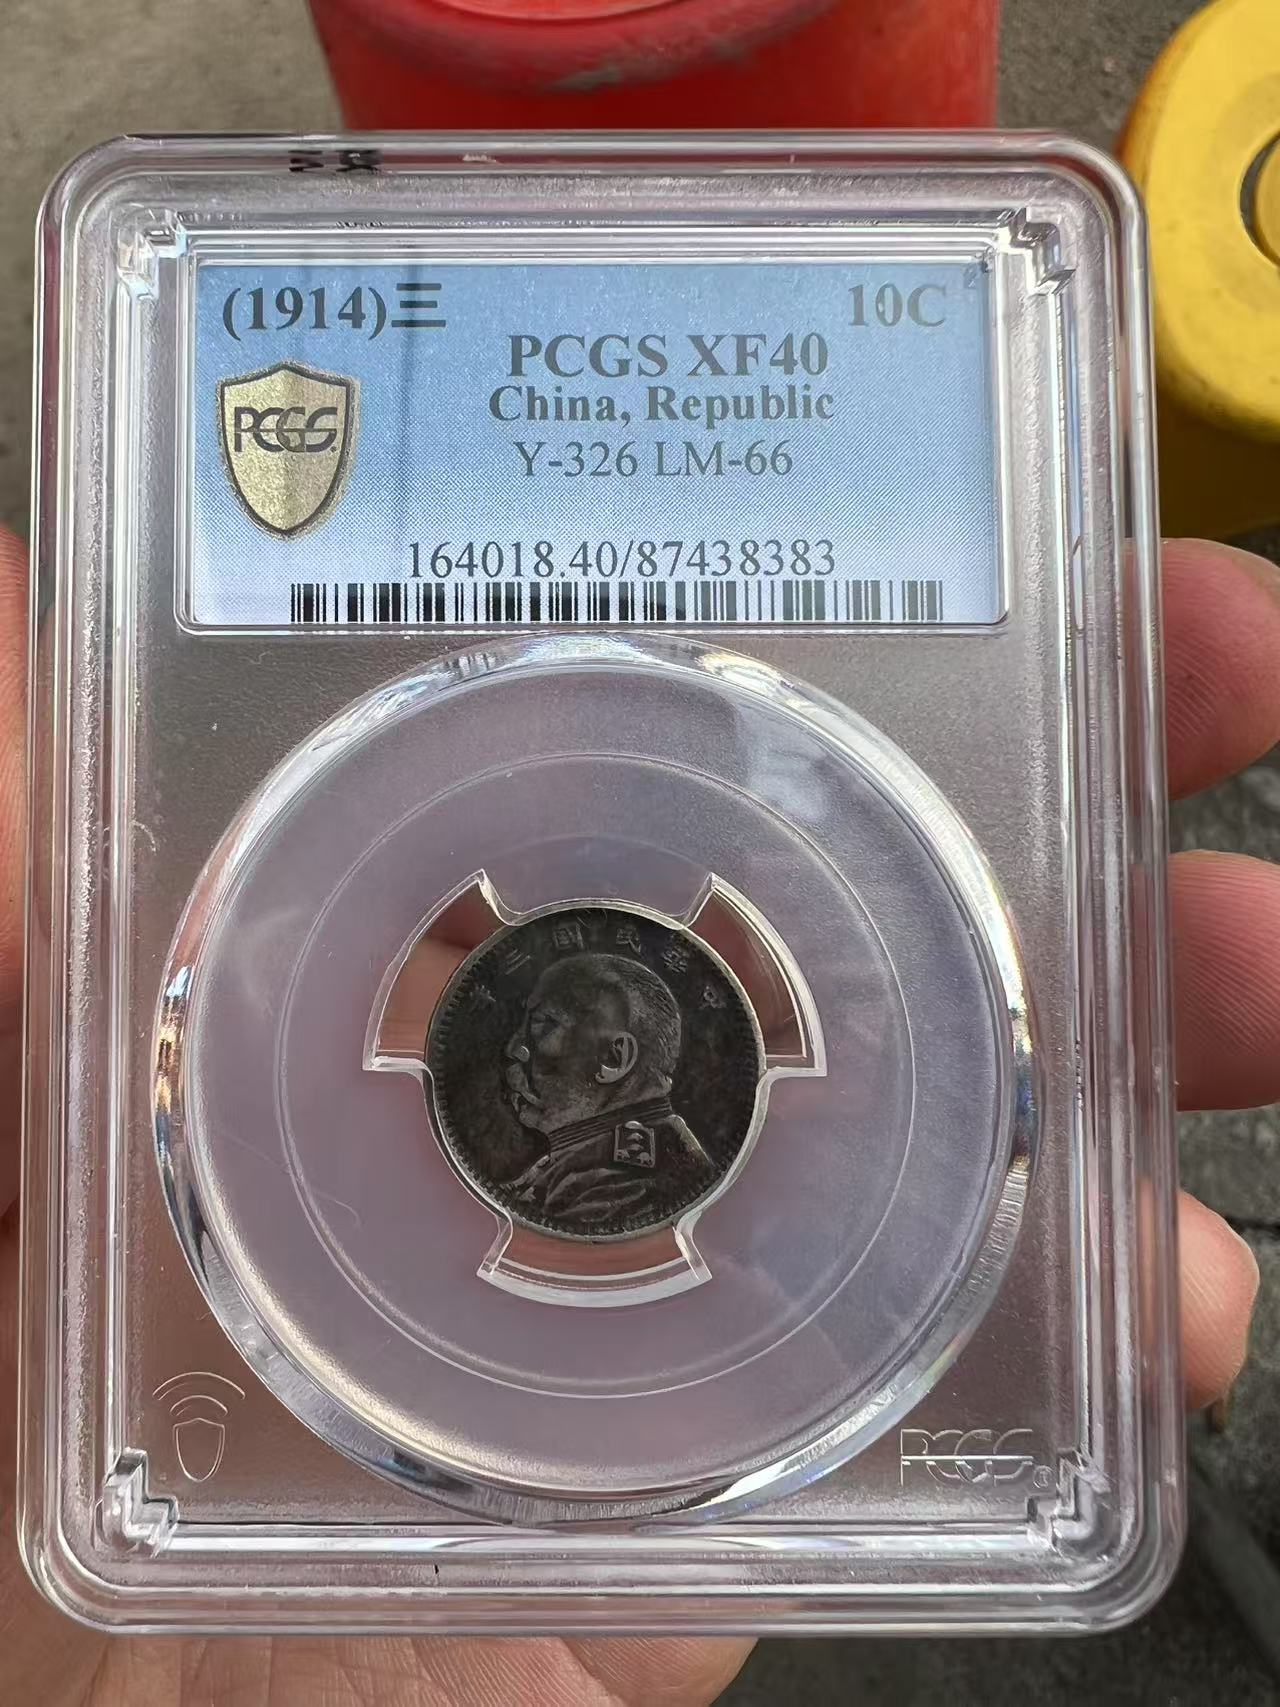 (1914)三 10C
PCGS XF40
China, Republic
PCGS
Y-326 LM-66
164018.40/87438383
年三國民華中
PCGS